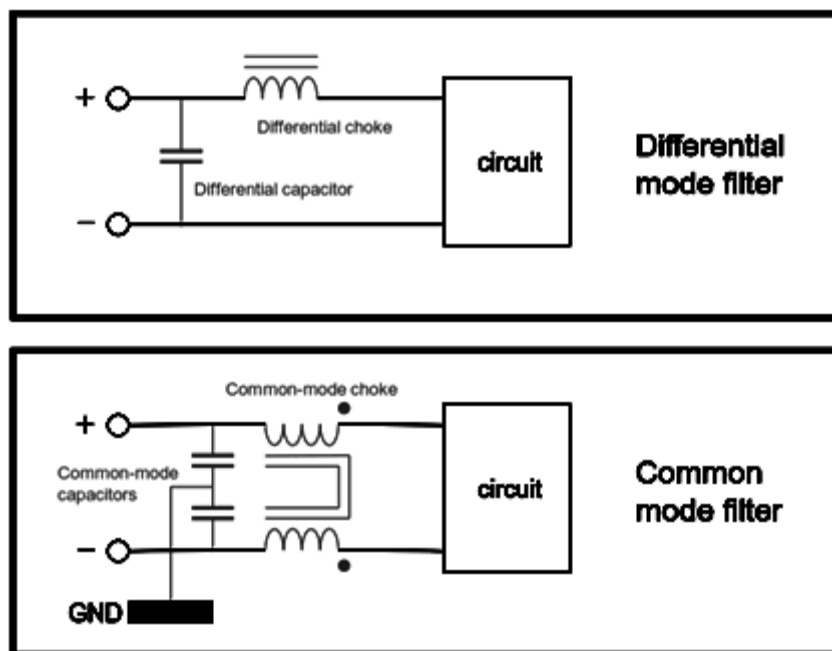 +
Differential choke
Differential capacitor
−
circuit
Differential
mode filter
Common-mode choke
+
Common-mode
capacitors
−
GND
circuit
Common
mode filter